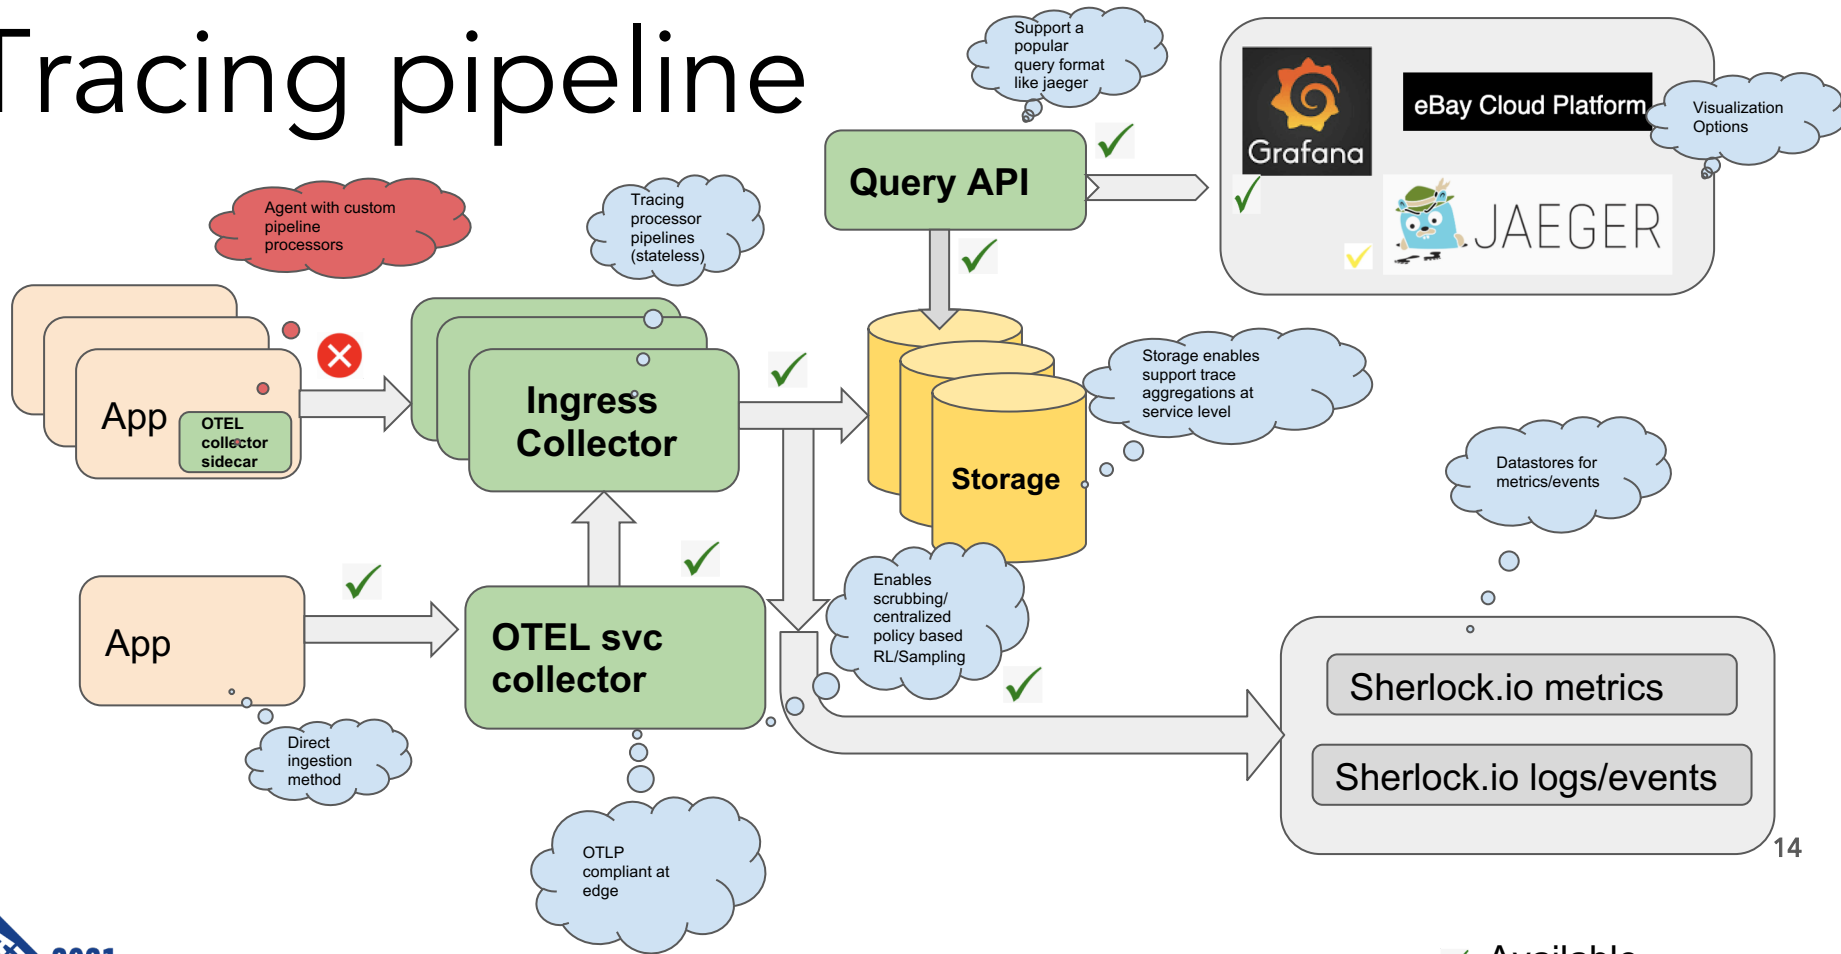 Tracing pipeline
Support a
popular
query format
like jaeger
Grafana
eBay Cloud Platform
Visualization
Options
JAEGER
Query API
Agent with custom
pipeline
processors
Tracing
processor
pipelines
(stateless)
App
OTEL
collector
sidecar
Ingress
Collector
Storage
Storage enables
support trace
aggregations at
service level
Datastores for
metrics/events
App
OTEL svc
collector
Enables
scrubbing/
centralized
policy based
RL/Sampling
Direct
ingestion
method
OTLP
compliant at
edge
Sherlock.io metrics
Sherlock.io logs/events
14
2021
Available